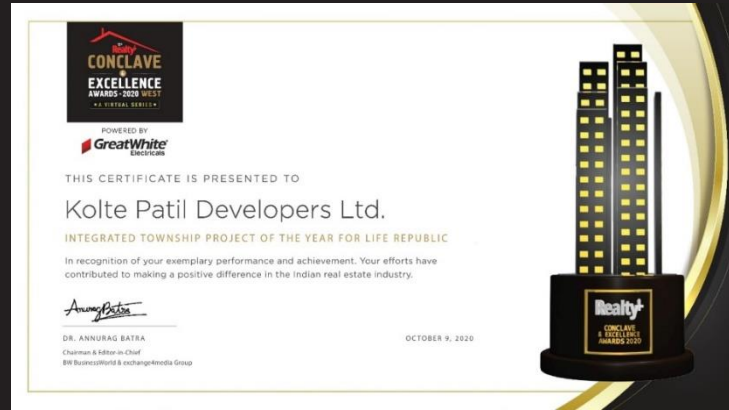 Realty+
CONCLAVE
&
EXCELLENCE
AWARDS - 2020 WEST
• A VIRTUAL SERIES •
POWERED BY
GreatWhite
Electricals
THIS CERTIFICATE IS PRESENTED TO
Kolte Patil Developers Ltd.
INTEGRATED TOWNSHIP PROJECT OF THE YEAR FOR LIFE REPUBLIC
In recognition of your exemplary performance and achievement. Your efforts have
contributed to making a positive difference in the Indian real estate industry.
Anurag Batra
DR. ANNURAG BATRA
Chairman & Editor-in-Chief
BW BusinessWorld & exchange4media Group
OCTOBER 9, 2020
Realty+
CONCLAVE
& EXCELLENCE
AWARDS 2020